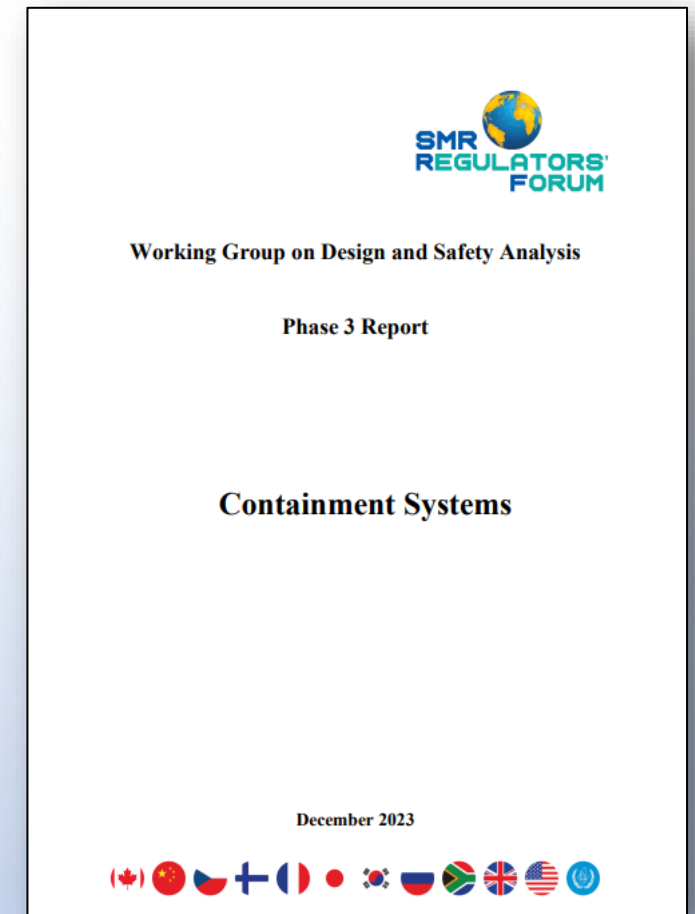 SMR
REGULATORS'
FORUM
Working Group on Design and Safety Analysis
Phase 3 Report
Containment Systems
December 2023